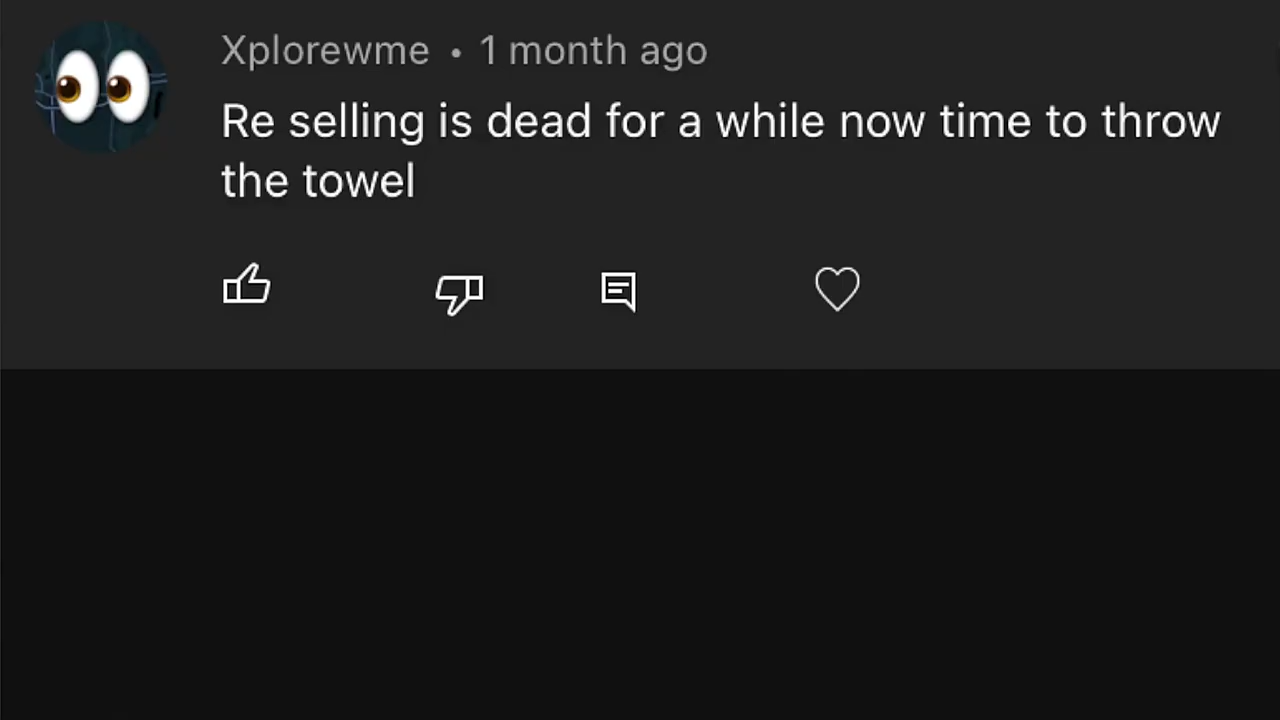 Xplorewme • 1 month ago
Re selling is dead for a while now time to throw
the towel